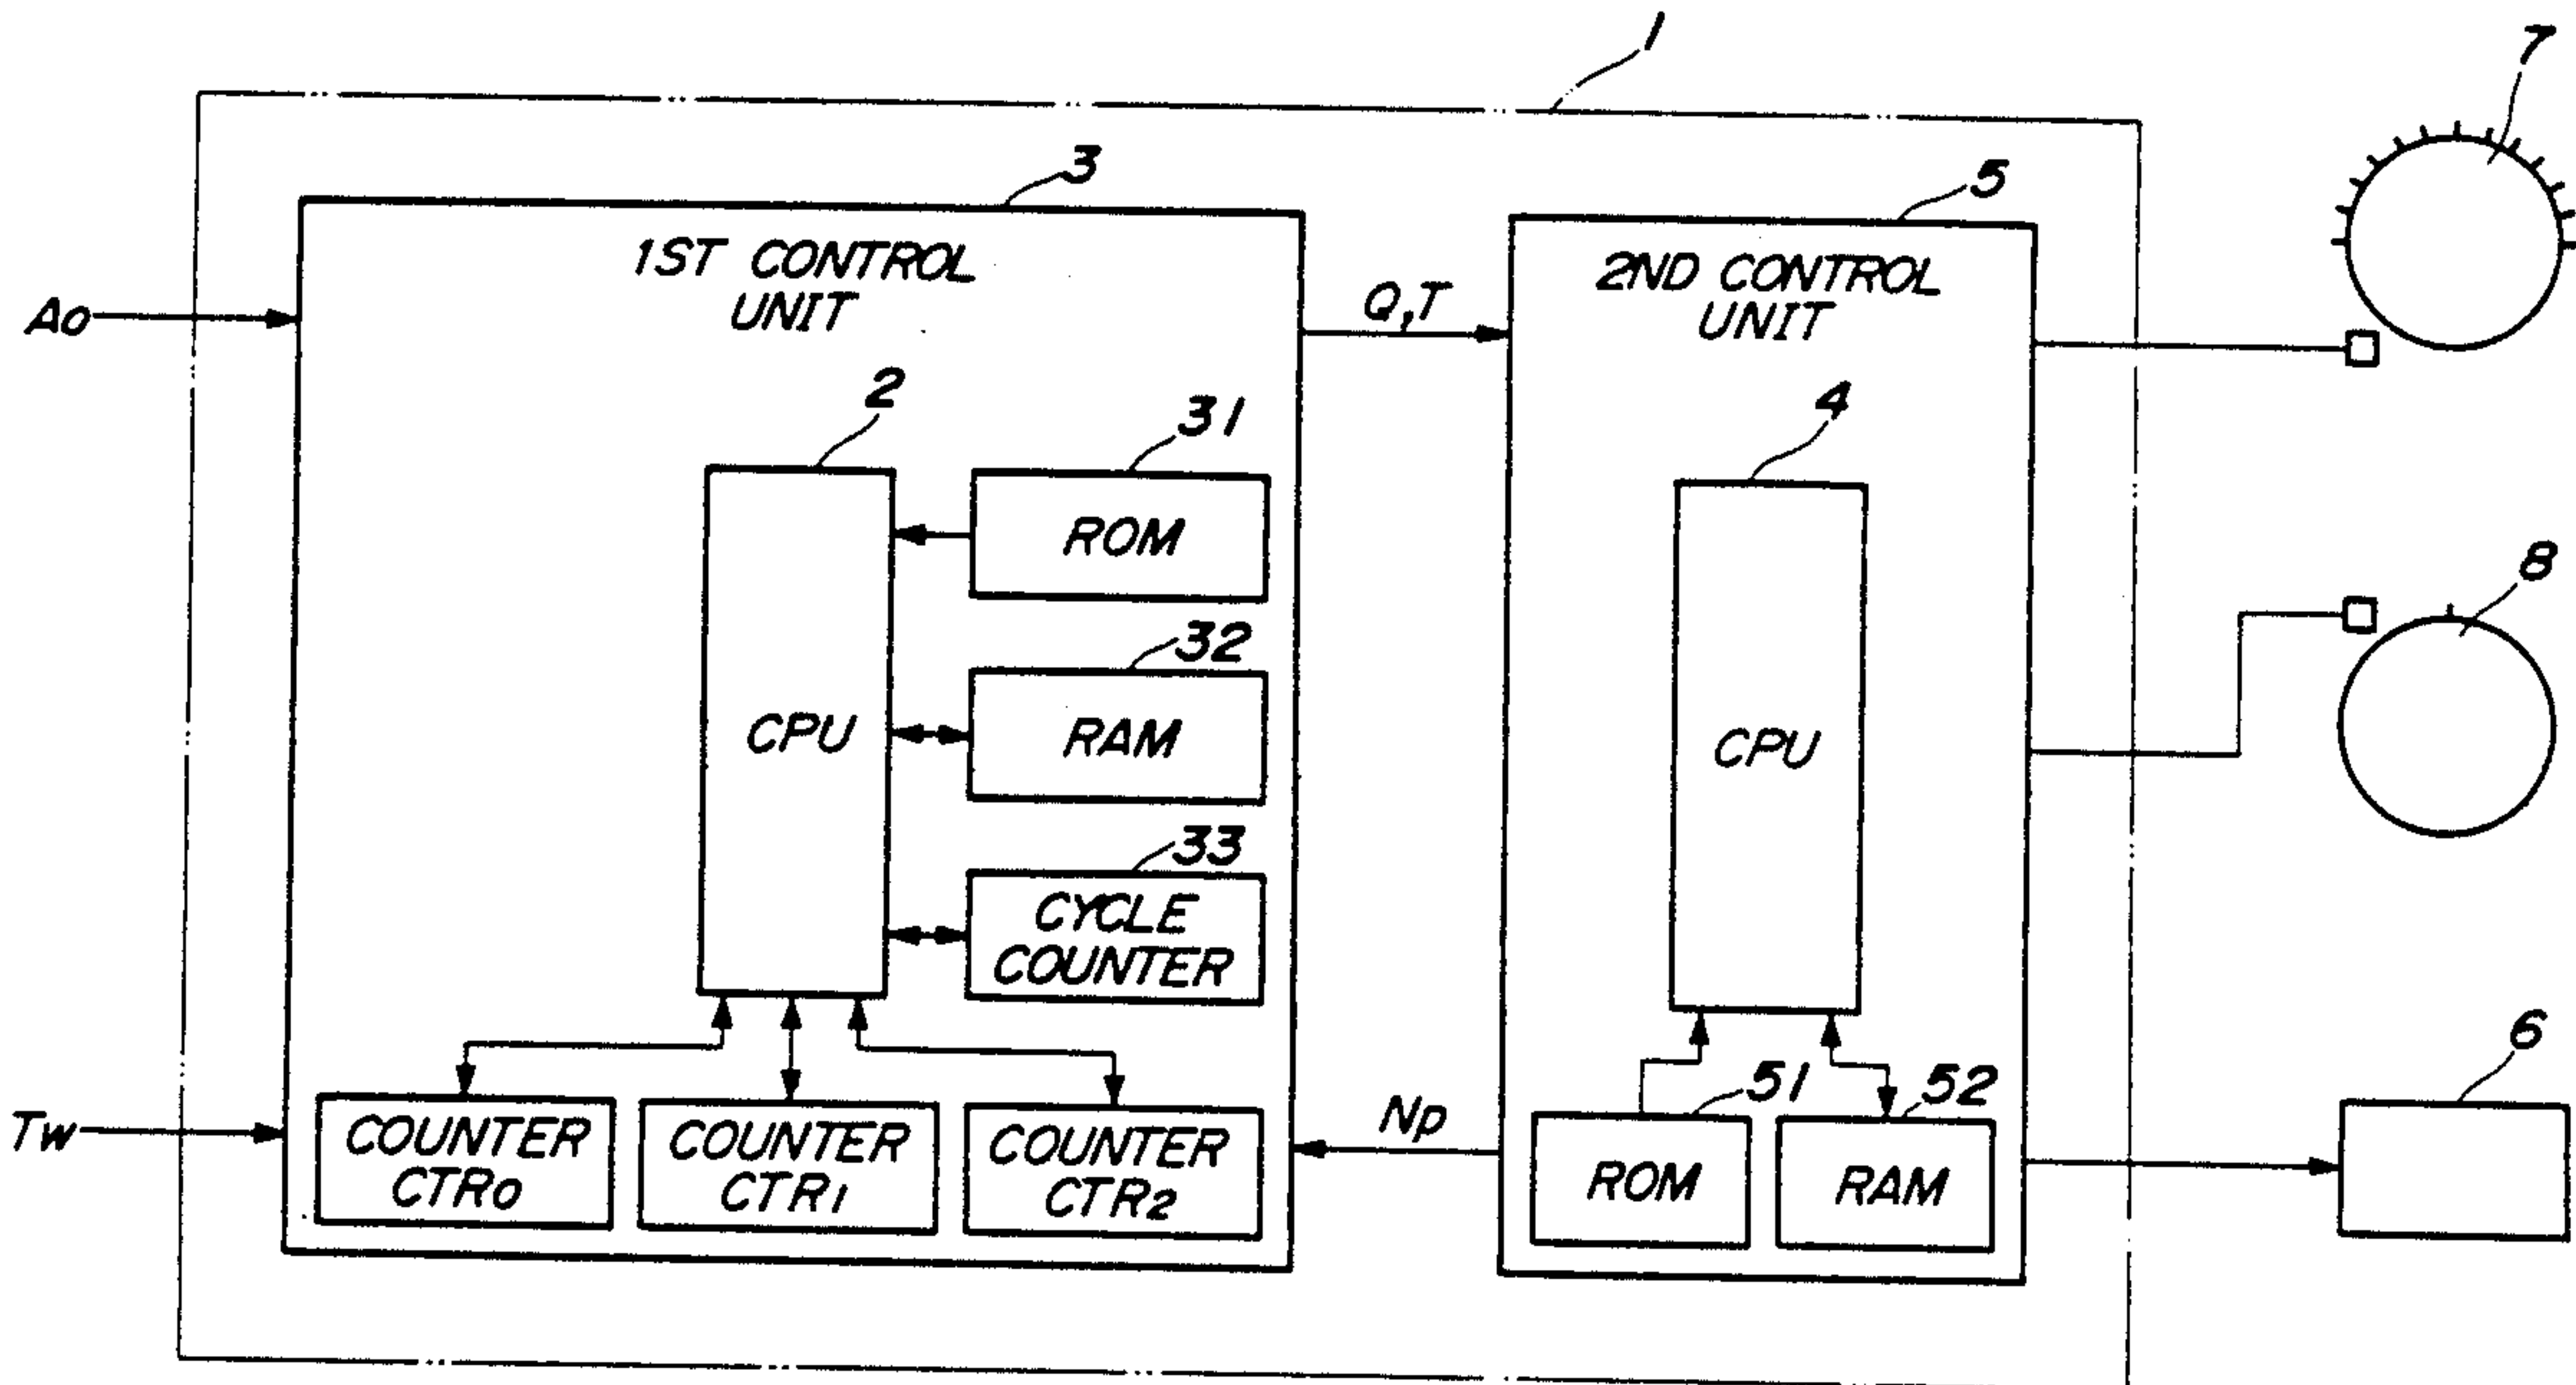 1
7
3
5
1ST CONTROL
UNIT
2ND CONTROL
UNIT
Ao
Q,T
2
31
4
ROM
8
32
CPU
RAM
CPU
33
CYCLE
COUNTER
6
51
52
Tw
COUNTER
CTR0
COUNTER
CTR1
COUNTER
CTR2
Np
ROM
RAM